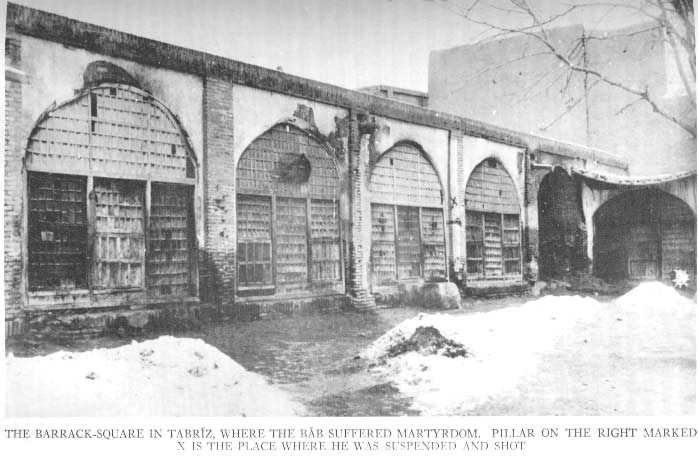 THE BARRACK-SQUARE IN TABRÍZ, WHERE THE BÁB SUFFERED MARTYRDOM. PILLAR ON THE RIGHT MARKED
X IS THE PLACE WHERE HE WAS SUSPENDED AND SHOT